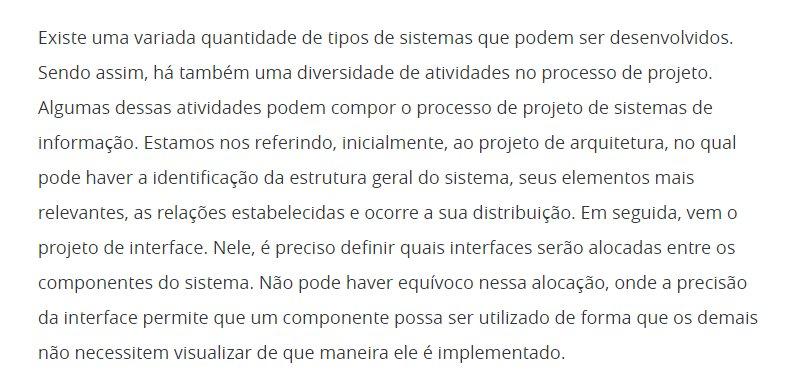 Existe uma variada quantidade de tipos de sistemas que podem ser desenvolvidos.
Sendo assim, há também uma diversidade de atividades no processo de projeto.
Algumas dessas atividades podem compor o processo de projeto de sistemas de
informação. Estamos nos referindo, inicialmente, ao projeto de arquitetura, no qual
pode haver a identificação da estrutura geral do sistema, seus elementos mais
relevantes, as relações estabelecidas e ocorre a sua distribuição. Em seguida, vem o
projeto de interface. Nele, é preciso definir quais interfaces serão alocadas entre os
componentes do sistema. Não pode haver equívoco nessa alocação, onde a precisão
da interface permite que um componente possa ser utilizado de forma que os demais
não necessitem visualizar de que maneira ele é implementado.